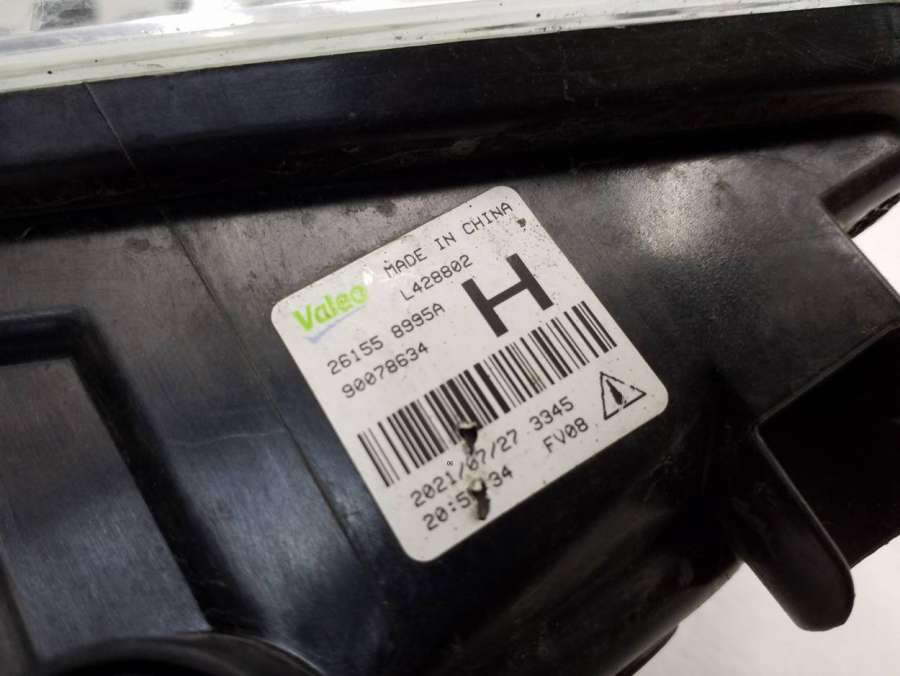 MADE IN CHINA
Valeo
L428802
26155 8995A
H
90078634
2021/07/27 3345
FV08